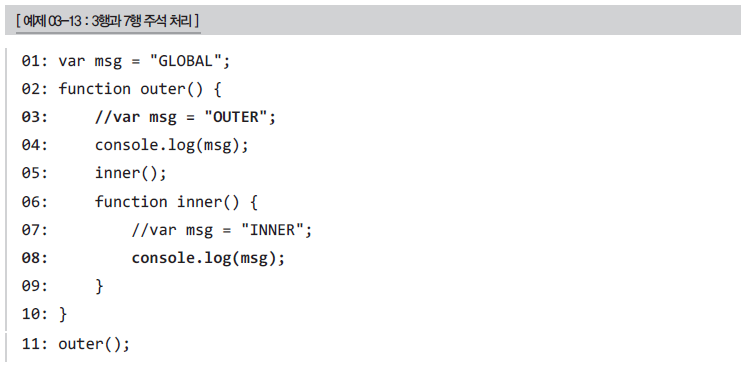 [ 예제 03-13 : 3행과 7행 주석 처리 ]
01: var msg = "GLOBAL";
02: function outer() {
03:     //var msg = "OUTER";
04:     console.log(msg);
05:     inner();
06:     function inner() {
07:         //var msg = "INNER";
08:         console.log(msg);
09:     }
10: }
11: outer();